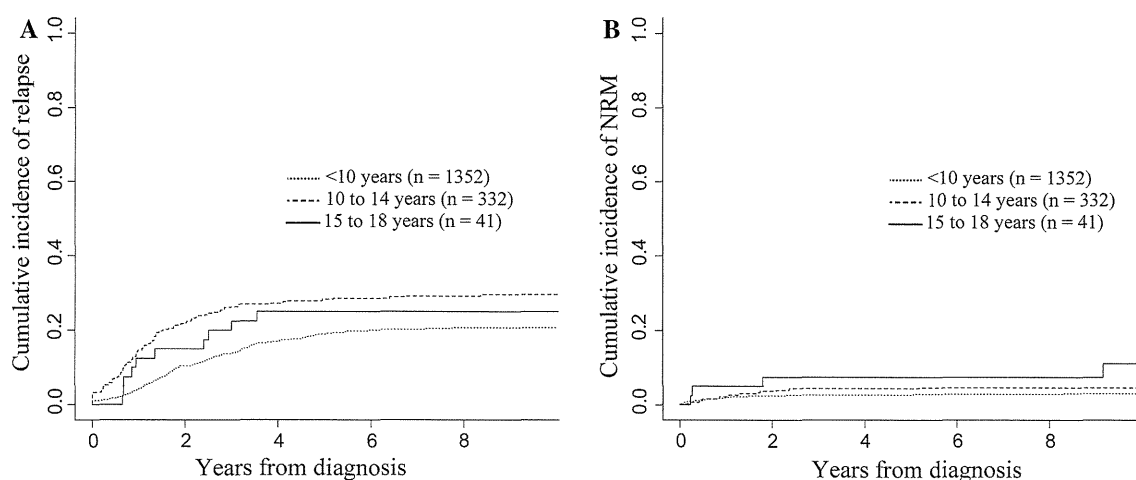 A
Cumulative incidence of relapse
1.0
0.8
0.6
0.4
0.2
0.0
<10 years (n = 1352)
10 to 14 years (n = 332)
15 to 18 years (n = 41)
0 2 4 6 8
Years from diagnosis
B
Cumulative incidence of NRM
1.0
0.8
0.6
0.4
0.2
0.0
<10 years (n = 1352)
10 to 14 years (n = 332)
15 to 18 years (n = 41)
0 2 4 6 8
Years from diagnosis